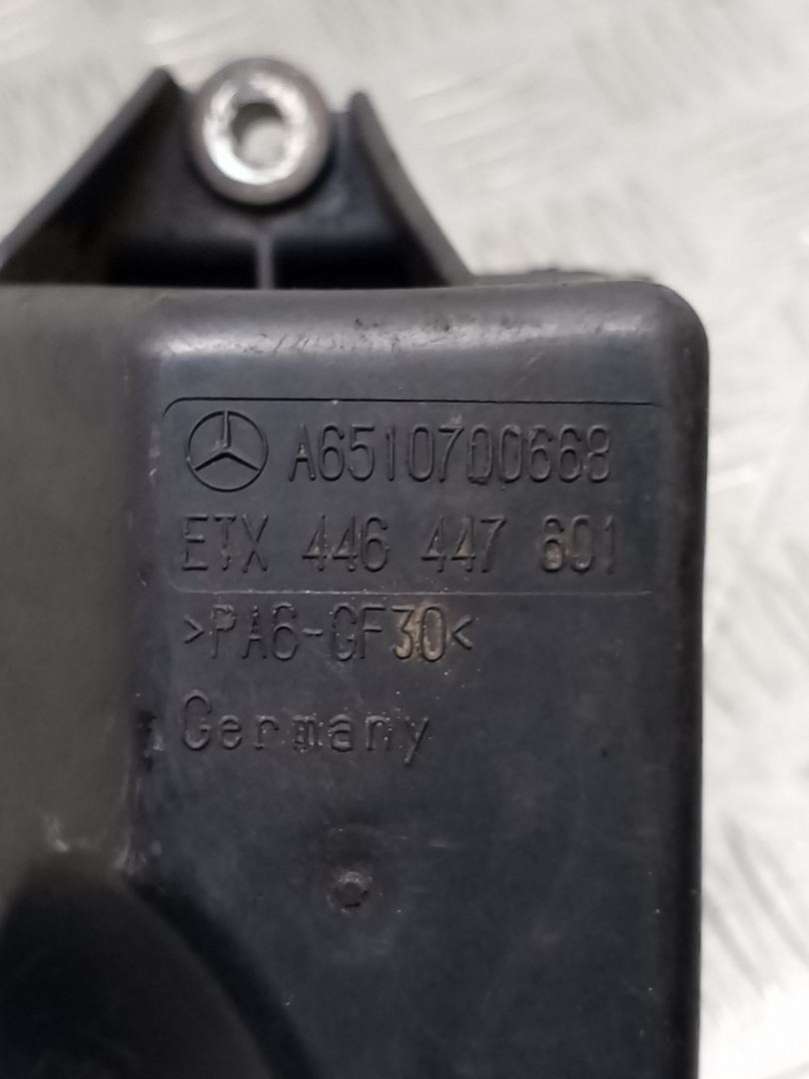 A6510700668
ETX 446 447 601
>PA6-GF30<
Germany